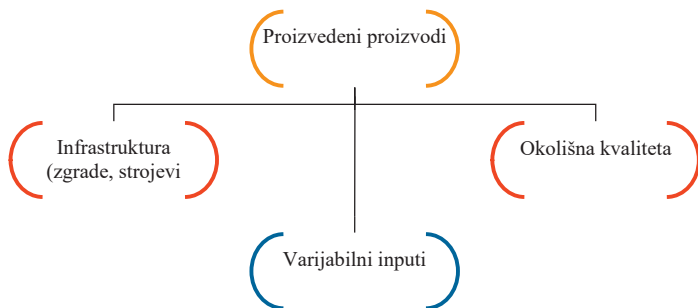 Proizvedeni proizvodi
Infrastruktura
(zgrade, strojevi
Okolišna kvaliteta
Varijabilni inputi